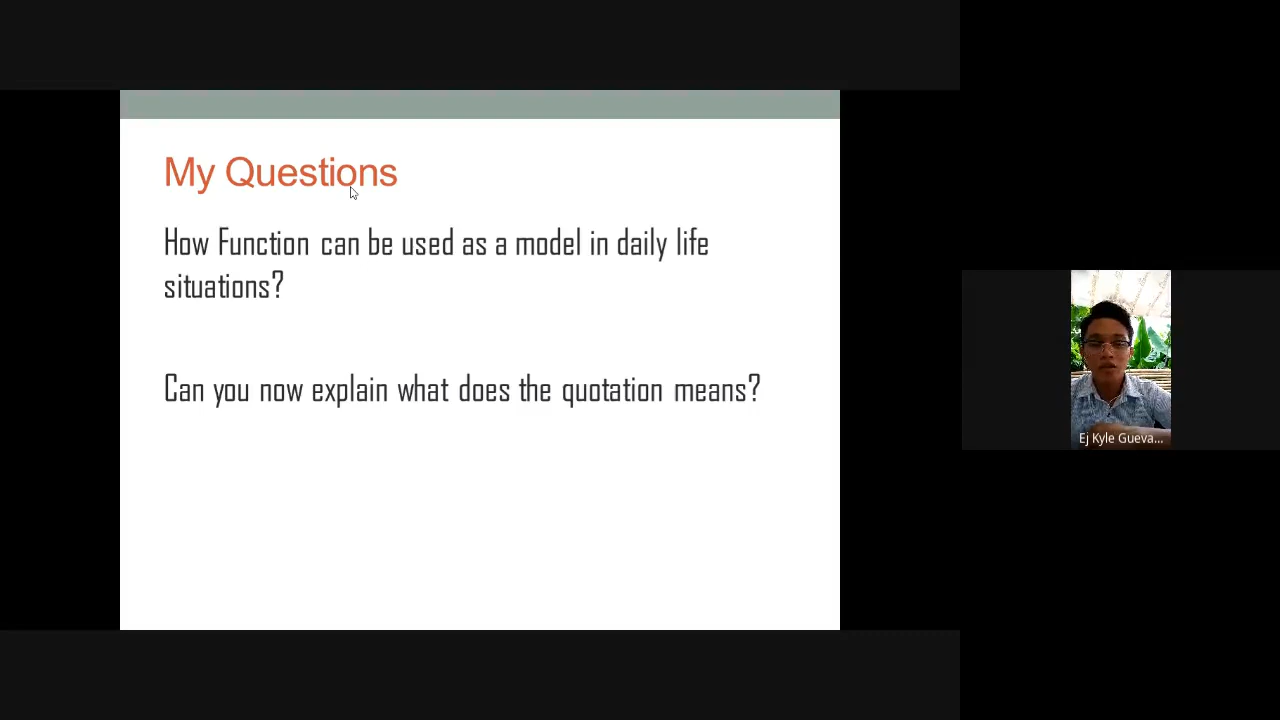 My Questions
How Function can be used as a model in daily life
situations?
Can you now explain what does the quotation means?
Ej Kyle Gueva...